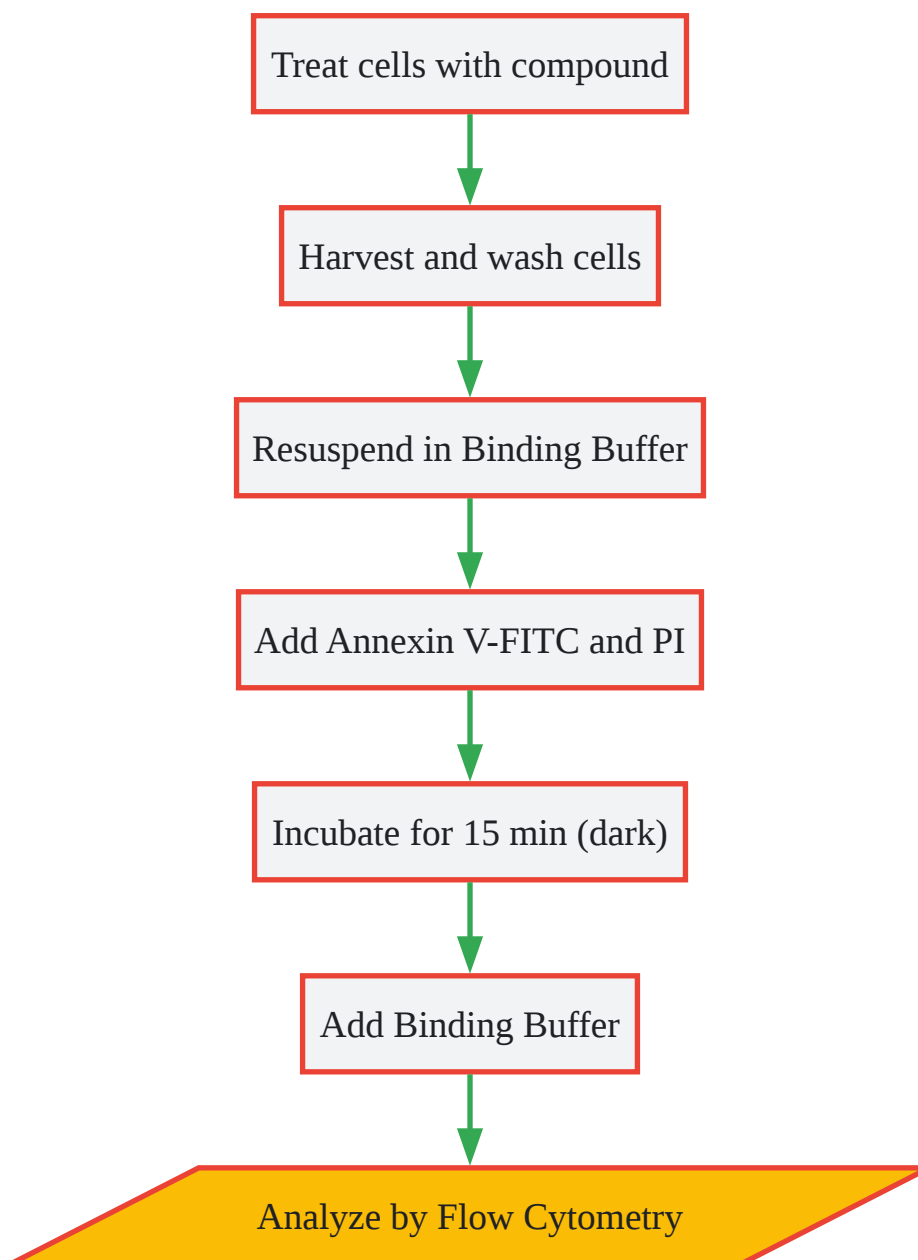 Treat cells with compound
Harvest and wash cells
Resuspend in Binding Buffer
Add Annexin V-FITC and PI
Incubate for 15 min (dark)
Add Binding Buffer
Analyze by Flow Cytometry